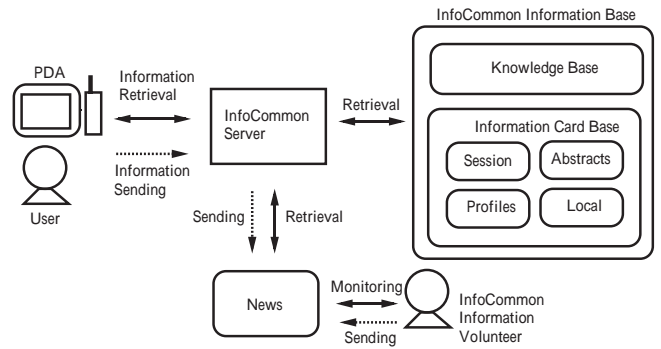 InfoCommon Information Base
PDA
Information
Retrieval
InfoCommon
Server
Retrieval
Knowledge Base
Information Card Base
Session
Abstracts
Profiles
Local
Information
Sending
User
Sending
Retrieval
News
Monitoring
Sending
InfoCommon
Information
Volunteer